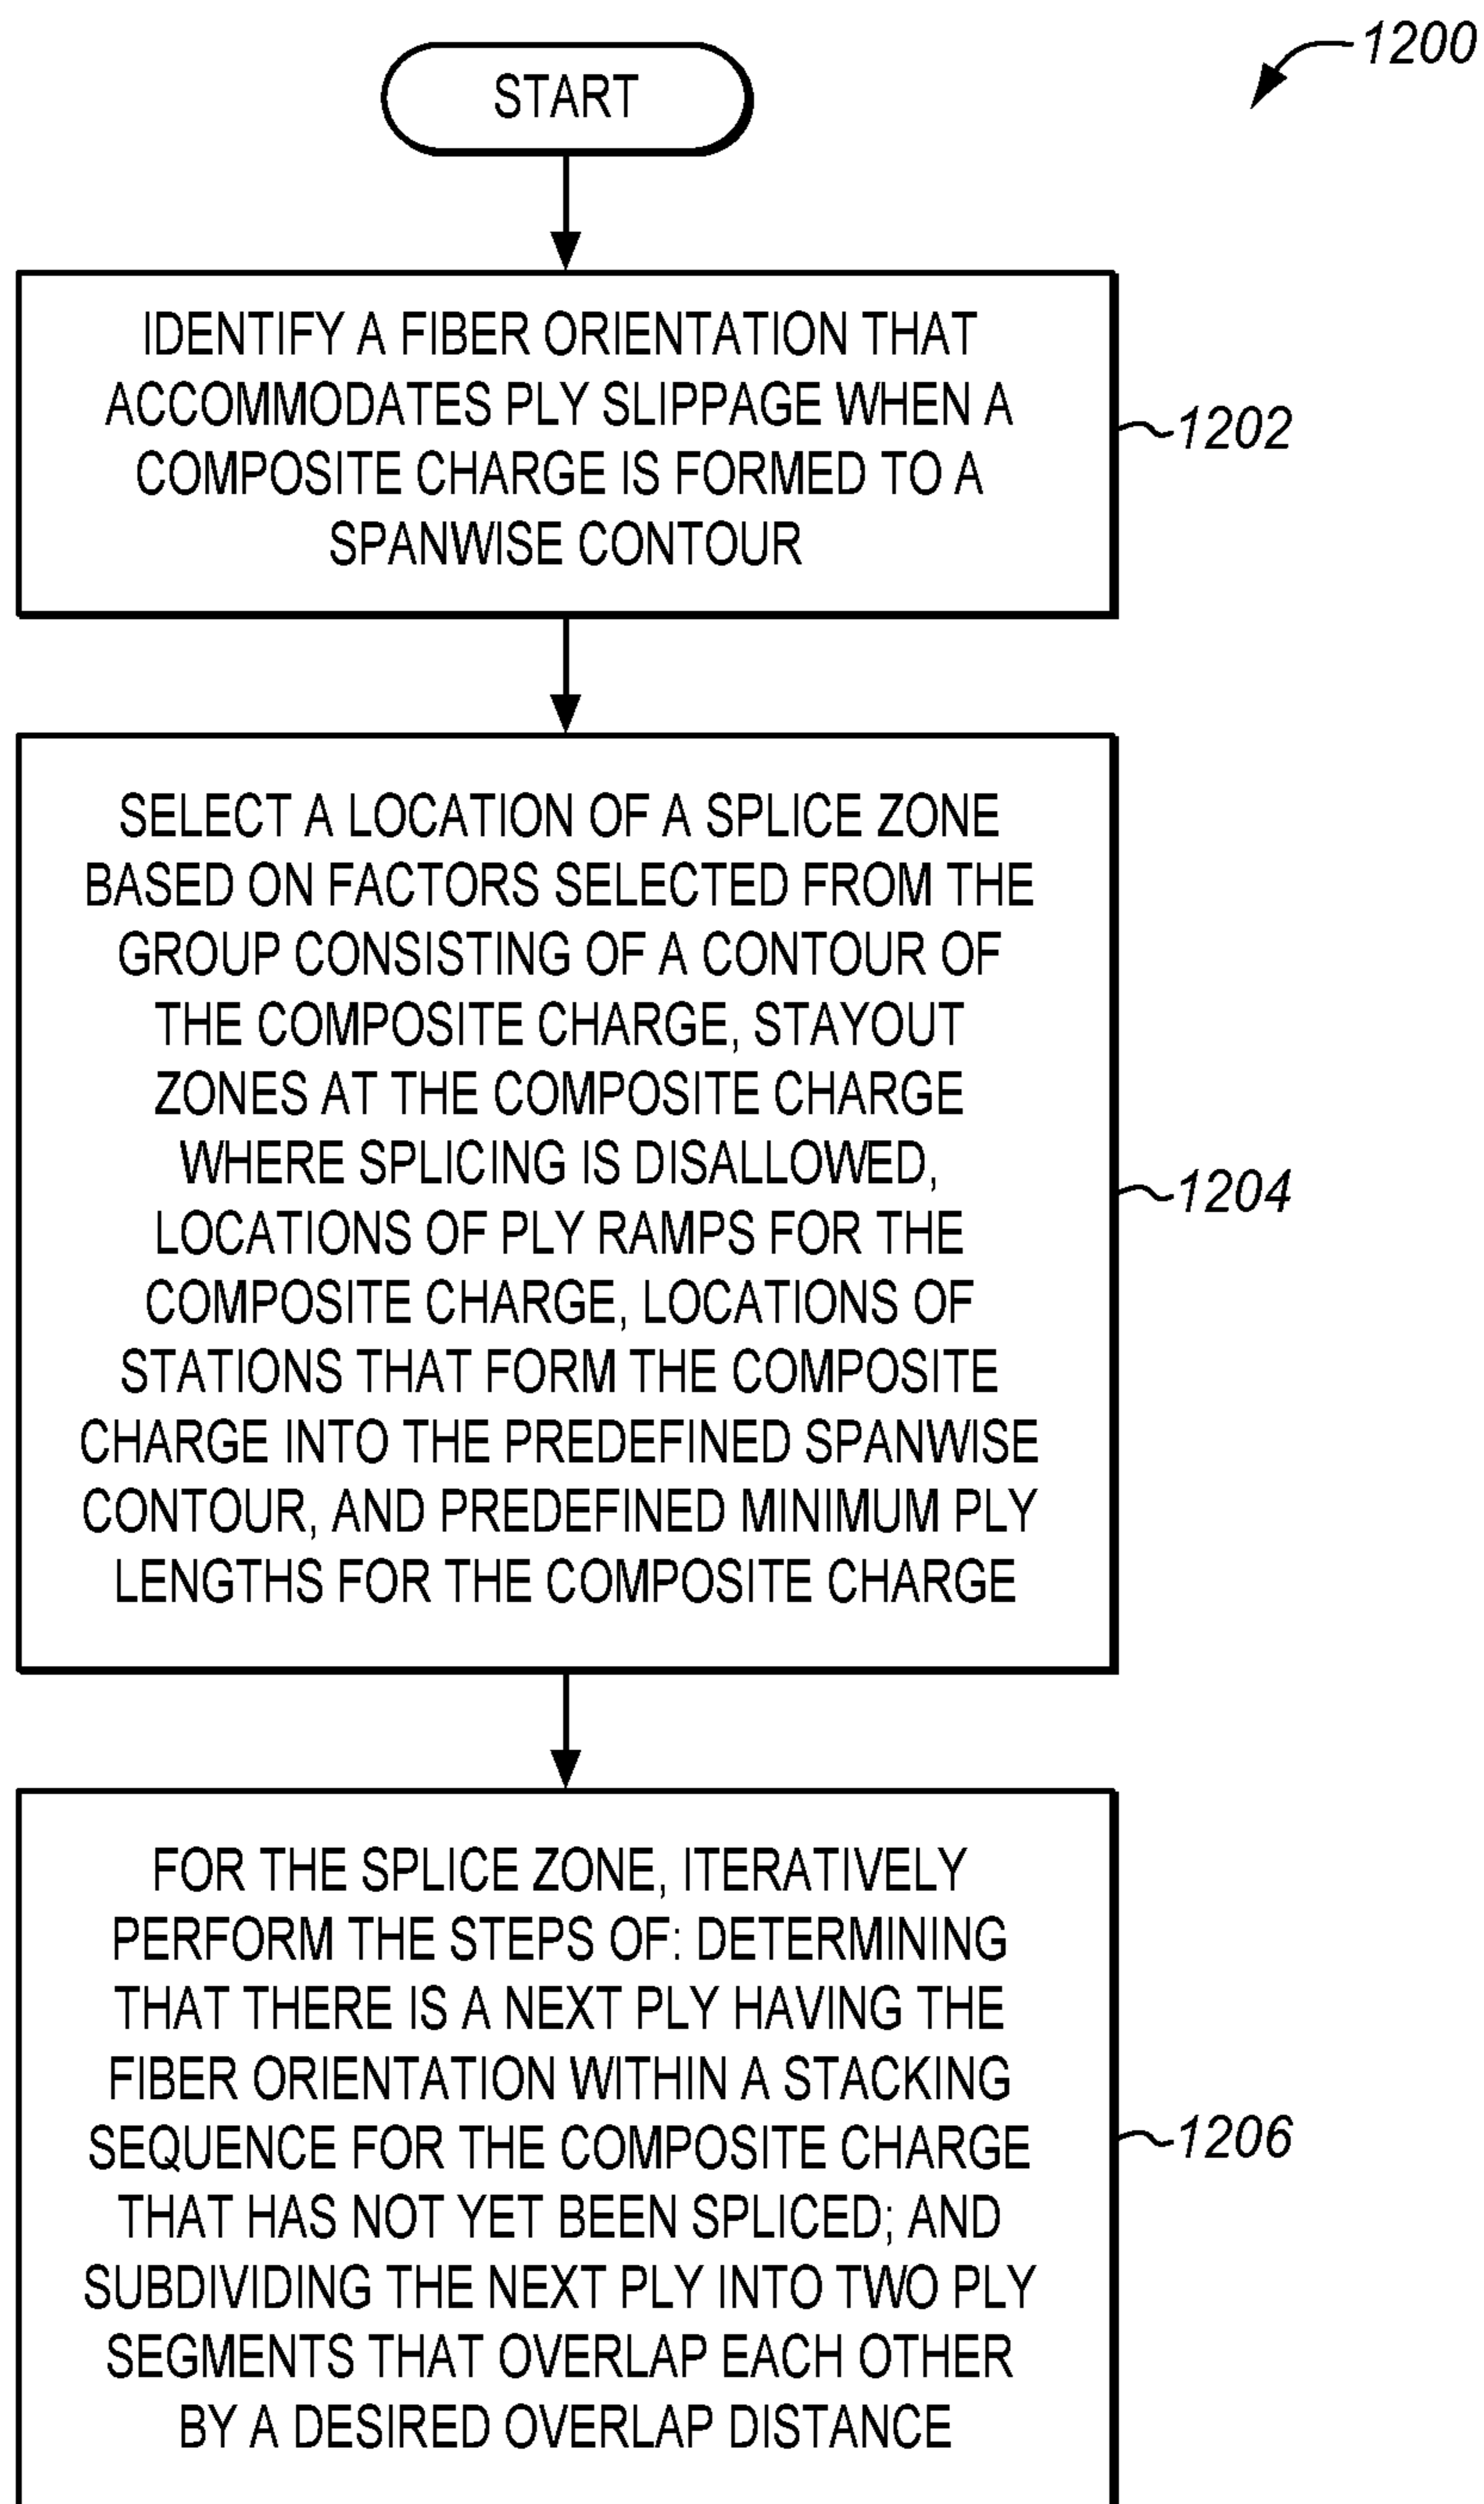 1200
START
IDENTIFY A FIBER ORIENTATION THAT
ACCOMMODATES PLY SLIPPAGE WHEN A
COMPOSITE CHARGE IS FORMED TO A
SPANWISE CONTOUR
1202
SELECT A LOCATION OF A SPLICE ZONE
BASED ON FACTORS SELECTED FROM THE
GROUP CONSISTING OF A CONTOUR OF
THE COMPOSITE CHARGE, STAYOUT
ZONES AT THE COMPOSITE CHARGE
WHERE SPLICING IS DISALLOWED,
LOCATIONS OF PLY RAMPS FOR THE
COMPOSITE CHARGE, LOCATIONS OF
STATIONS THAT FORM THE COMPOSITE
CHARGE INTO THE PREDEFINED SPANWISE
CONTOUR, AND PREDEFINED MINIMUM PLY
LENGTHS FOR THE COMPOSITE CHARGE
1204
FOR THE SPLICE ZONE, ITERATIVELY
PERFORM THE STEPS OF: DETERMINING
THAT THERE IS A NEXT PLY HAVING THE
FIBER ORIENTATION WITHIN A STACKING
SEQUENCE FOR THE COMPOSITE CHARGE
THAT HAS NOT YET BEEN SPLICED; AND
SUBDIVIDING THE NEXT PLY INTO TWO PLY
SEGMENTS THAT OVERLAP EACH OTHER
BY A DESIRED OVERLAP DISTANCE
1206